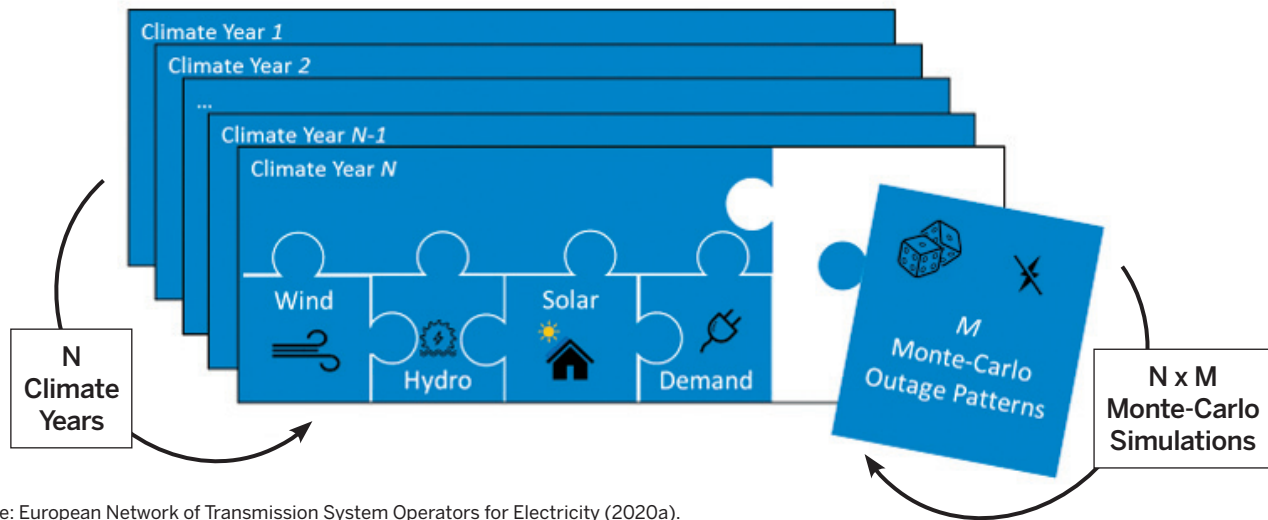 Climate Year 1
Climate Year 2
...
Climate Year N-1
Climate Year N
Wind
Hydro
Solar
Demand
M
Monte-Carlo
Outage Patterns
N
Climate
Years
N x M
Monte-Carlo
Simulations
e: European Network of Transmission System Operators for Electricity (2020a).